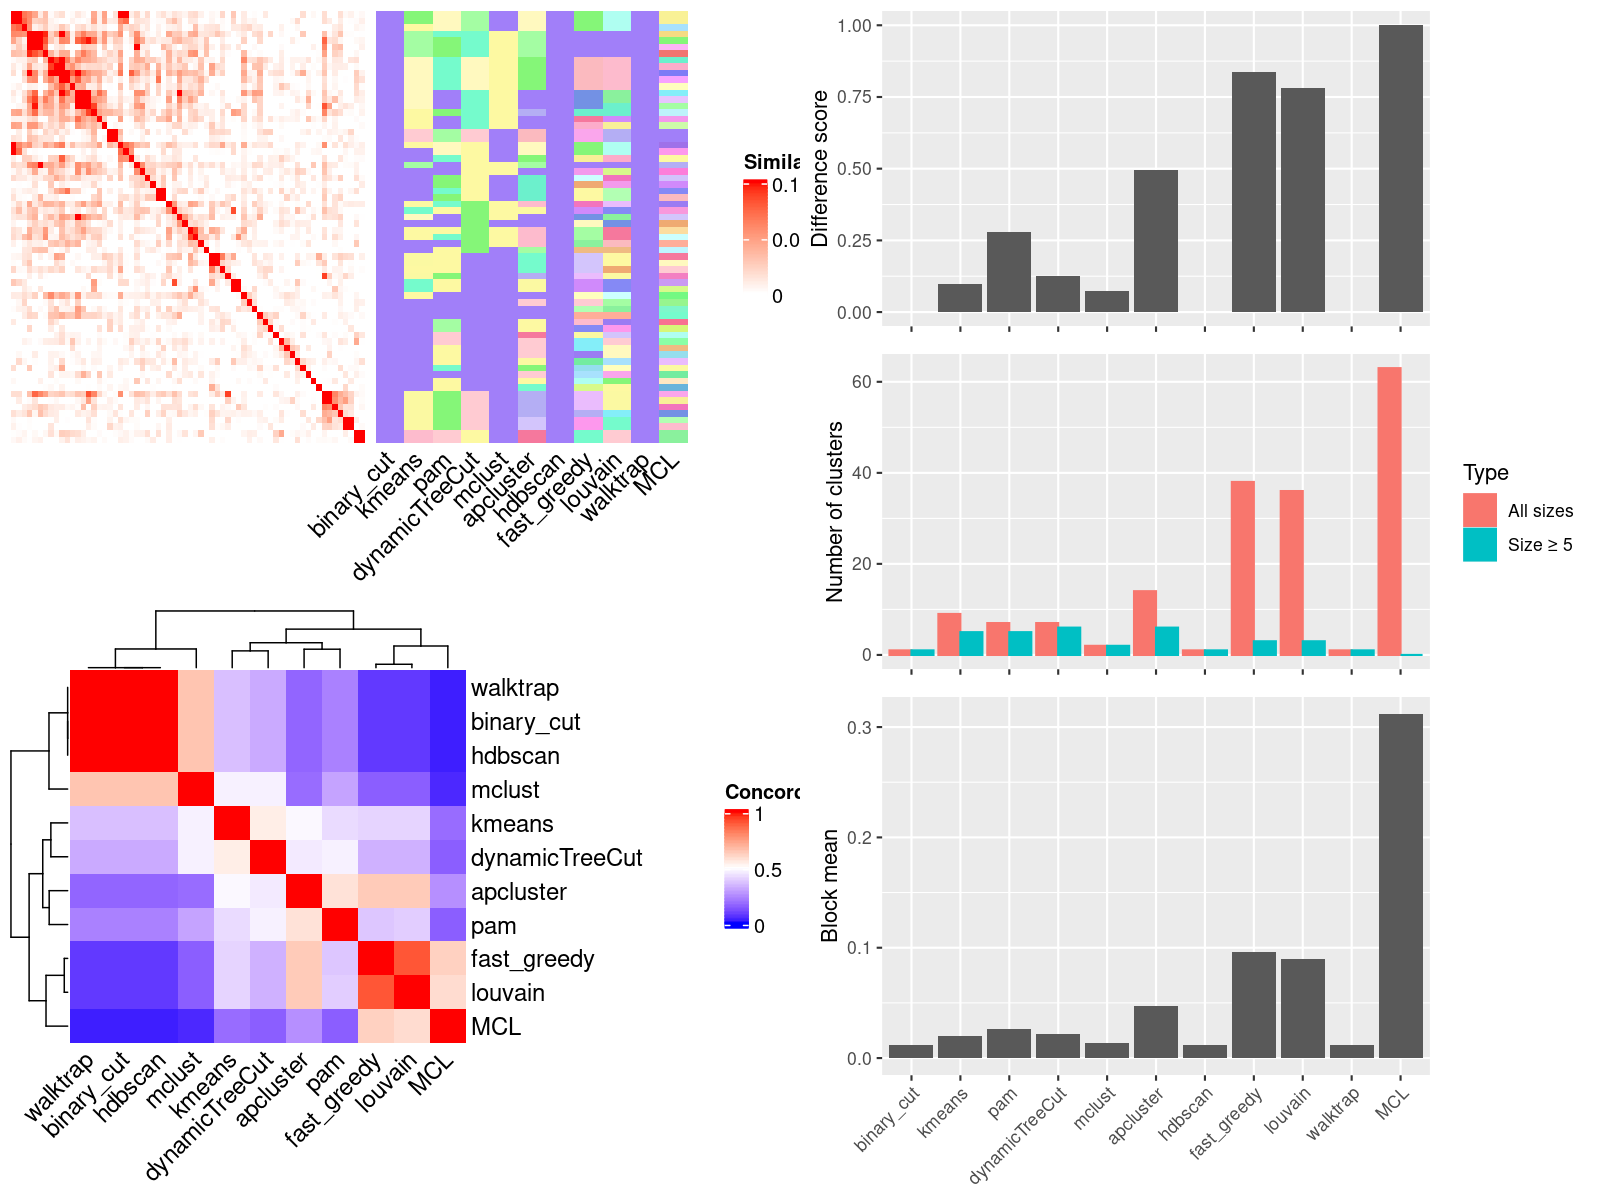 Simila
0.1
0.0
0
binary_cut
kmeans
pam
dynamicTreeCut
mclust
apcluster
hdbscan
fast_greedy
louvain
walktrap
MCL
walktrap
binary_cut
hdbscan
mclust
kmeans
dynamicTreeCut
apcluster
pam
fast_greedy
louvain
MCL
walktrap
binary_cut
hdbscan
mclust
kmeans
dynamicTreeCut
apcluster
pam
fast_greedy
louvain
MCL
Concord
1
0.5
0
Difference score
1.00
0.75
0.50
0.25
0.00
Number of clusters
60
40
20
0
Type
All sizes
Size ≥ 5
Block mean
0.3
0.2
0.1
0.0
binary_cut
kmeans
pam
dynamicTreeCut
mclust
apcluster
hdbscan
fast_greedy
louvain
walktrap
MCL